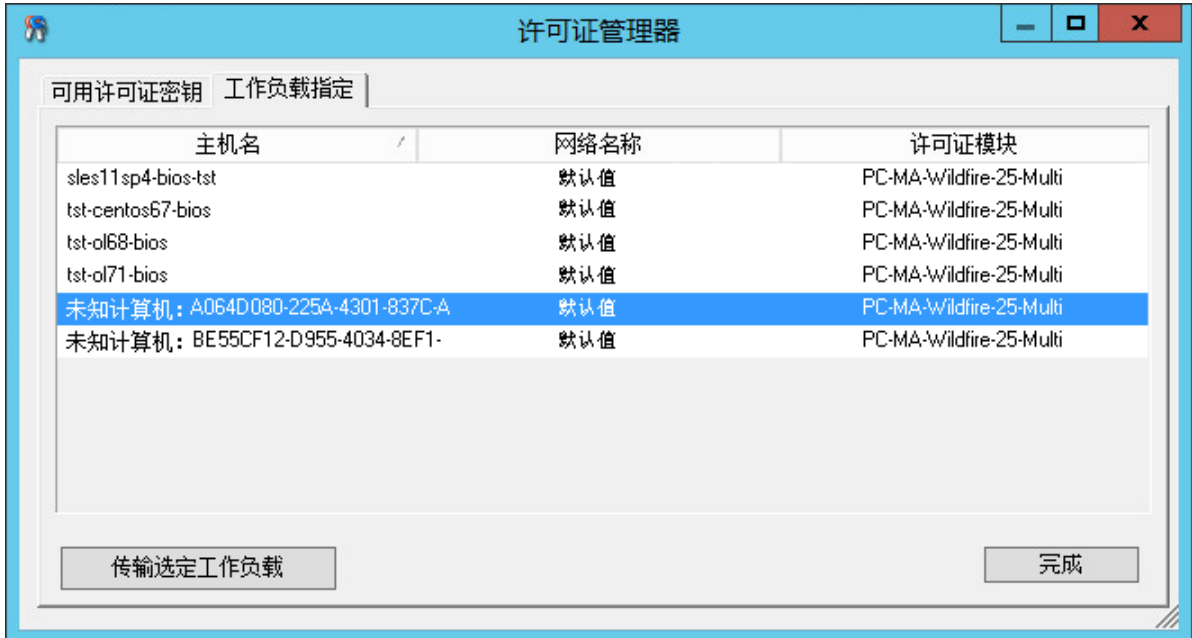 许可证管理器
可用许可证密钥 工作负载指定
主机名 网络名称 许可证模块
sles11sp4-bios-tst 默认值 PC-MA-Wildfire-25-Multi
tst-centos67-bios 默认值 PC-MA-Wildfire-25-Multi
tst-ol68-bios 默认值 PC-MA-Wildfire-25-Multi
tst-ol71-bios 默认值 PC-MA-Wildfire-25-Multi
未知计算机：A064D080-225A-4301-837C-A 默认值 PC-MA-Wildfire-25-Multi
未知计算机：BE55CF12-D955-4034-8EF1- 默认值 PC-MA-Wildfire-25-Multi
传输选定工作负载 完成